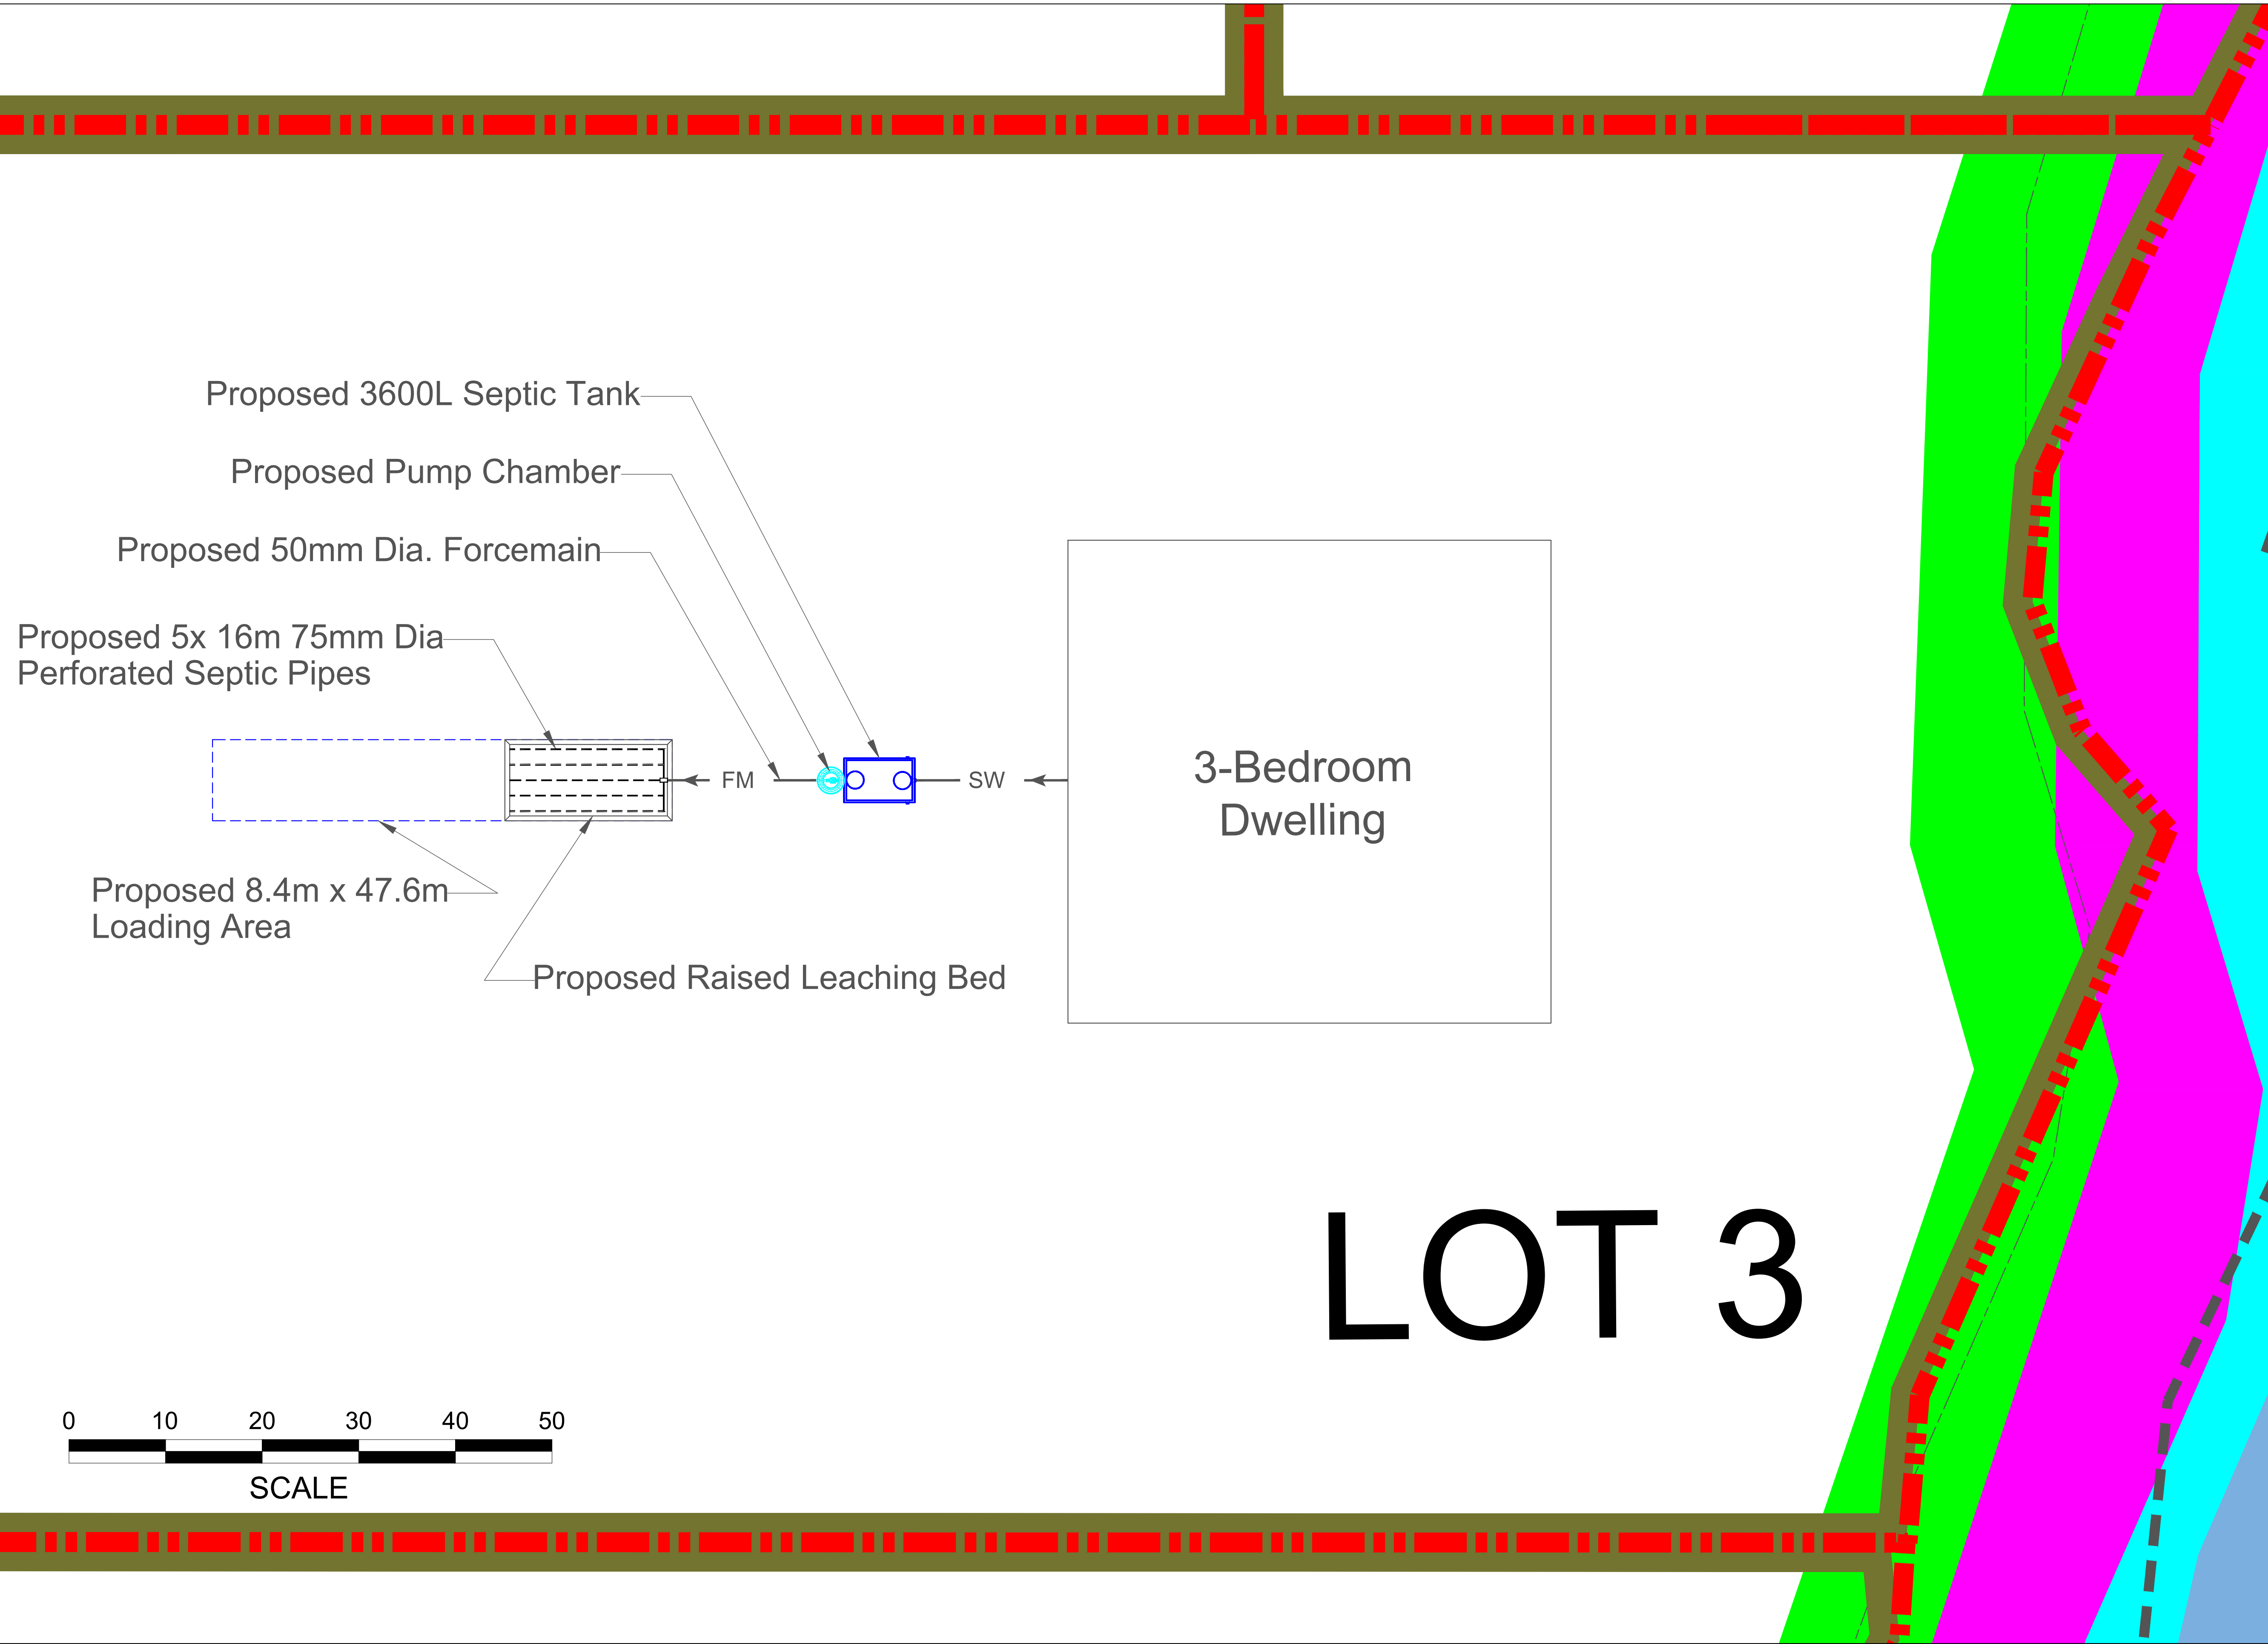 Proposed 3600L Septic Tank
Proposed Pump Chamber
Proposed 50mm Dia. Forcemain
Proposed 5x 16m 75mm Dia
Perforated Septic Pipes
FM
SW
3-Bedroom
Dwelling
Proposed 8.4m x 47.6m
Loading Area
Proposed Raised Leaching Bed
LOT 3
0 10 20 30 40 50
SCALE